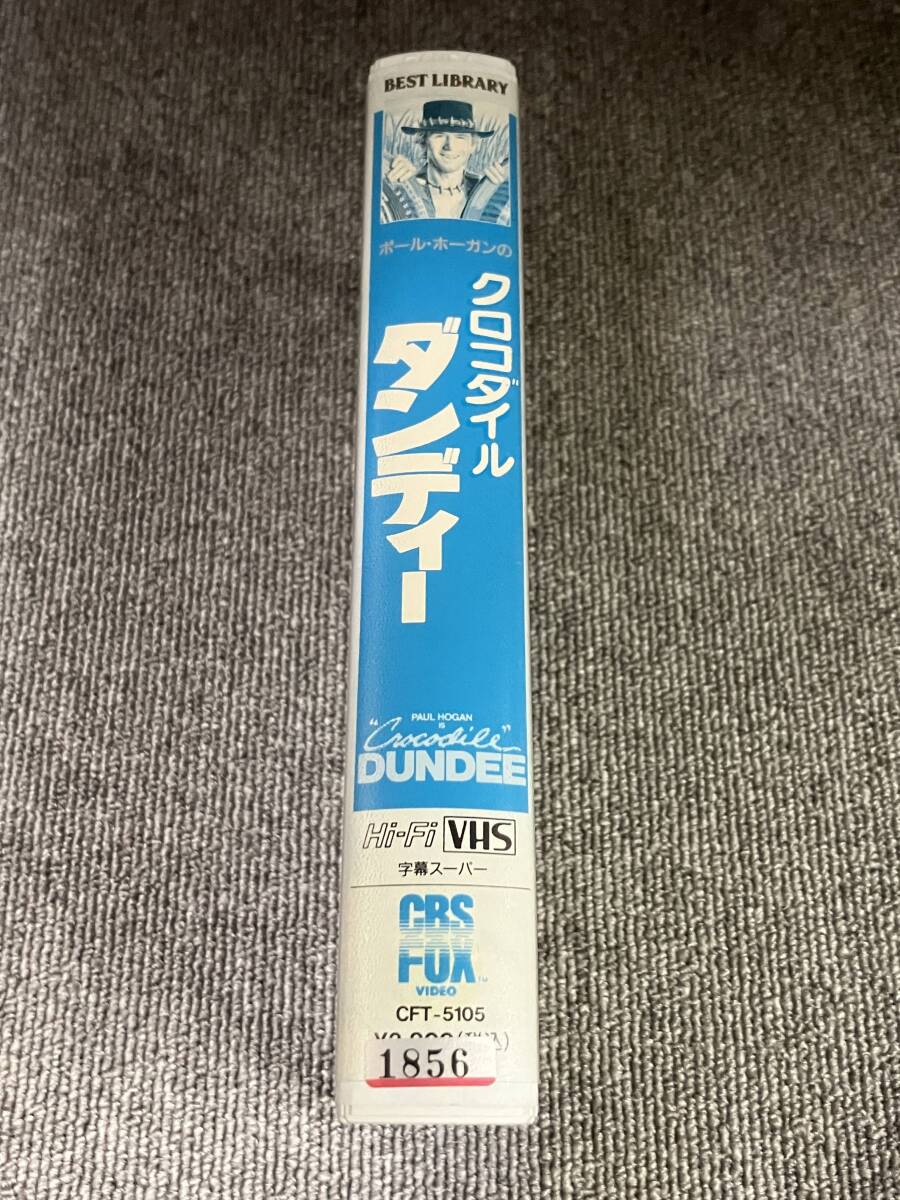 BEST LIBRARY
ポール・ホーガンの
クロコダイル
ダンディー
PAUL HOGAN
IS
"Crocodile"
DUNDEE
Hi-Fi VHS
字幕スーパー
CBS
FOX
TM
VIDEO
CFT-5105
1856